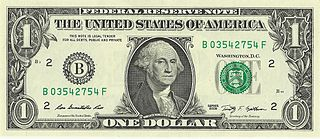 FEDERAL RESERVE NOTE
THE UNITED STATES OF AMERICA
THIS NOTE IS LEGAL TENDER
FOR ALL DEBTS, PUBLIC AND PRIVATE
B 03542754 F
WASHINGTON, D.C.
2 2
B
B 03542754 F
2 2
ONE DOLLAR
1 1
1 1